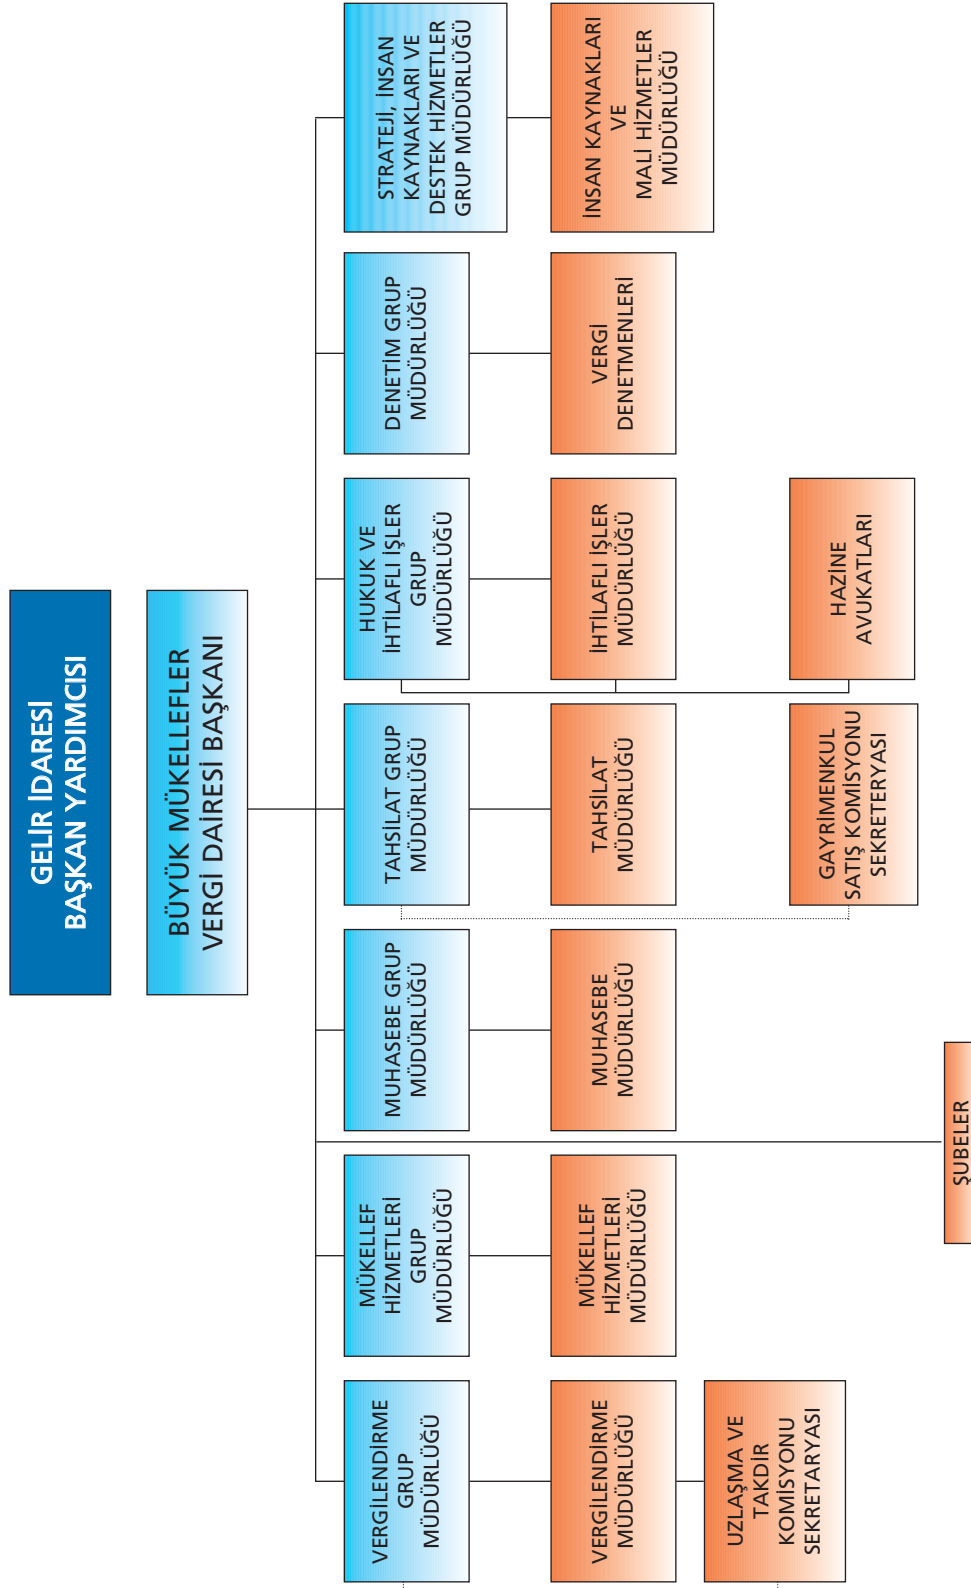 GELİR İDARESİ
BAŞKAN YARDIMCISI
BÜYÜK MÜKELLEFLER
VERGİ DAİRESİ BAŞKANI
VERGİLENDİRME
GRUP
MÜDÜRLÜĞÜ
MÜKELLEF
HİZMETLERİ
GRUP
MÜDÜRLÜĞÜ
MUHASEBE GRUP
MÜDÜRLÜĞÜ
TAHSİLAT GRUP
MÜDÜRLÜĞÜ
HUKUK VE
İHTİLAFLI İŞLER
GRUP
MÜDÜRLÜĞÜ
DENETİM GRUP
MÜDÜRLÜĞÜ
STRATEJİ, İNSAN
KAYNAKLARI VE
DESTEK HİZMETLER
GRUP MÜDÜRLÜĞÜ
VERGİLENDİRME
MÜDÜRLÜĞÜ
MÜKELLEF
HİZMETLERİ
MÜDÜRLÜĞÜ
MUHASEBE
MÜDÜRLÜĞÜ
TAHSİLAT
MÜDÜRLÜĞÜ
İHTİLAFLI İŞLER
MÜDÜRLÜĞÜ
VERGİ
DENETMENLERİ
İNSAN KAYNAKLARI
VE
MALİ HİZMETLER
MÜDÜRLÜĞÜ
UZLAŞMA VE
TAKDİR
KOMİSYONU
SEKRETARYASI
GAYRİMENKUL
SATIŞ KOMİSYONU
SEKRETERYASI
HAZİNE
AVUKATLARI
ŞUBELER